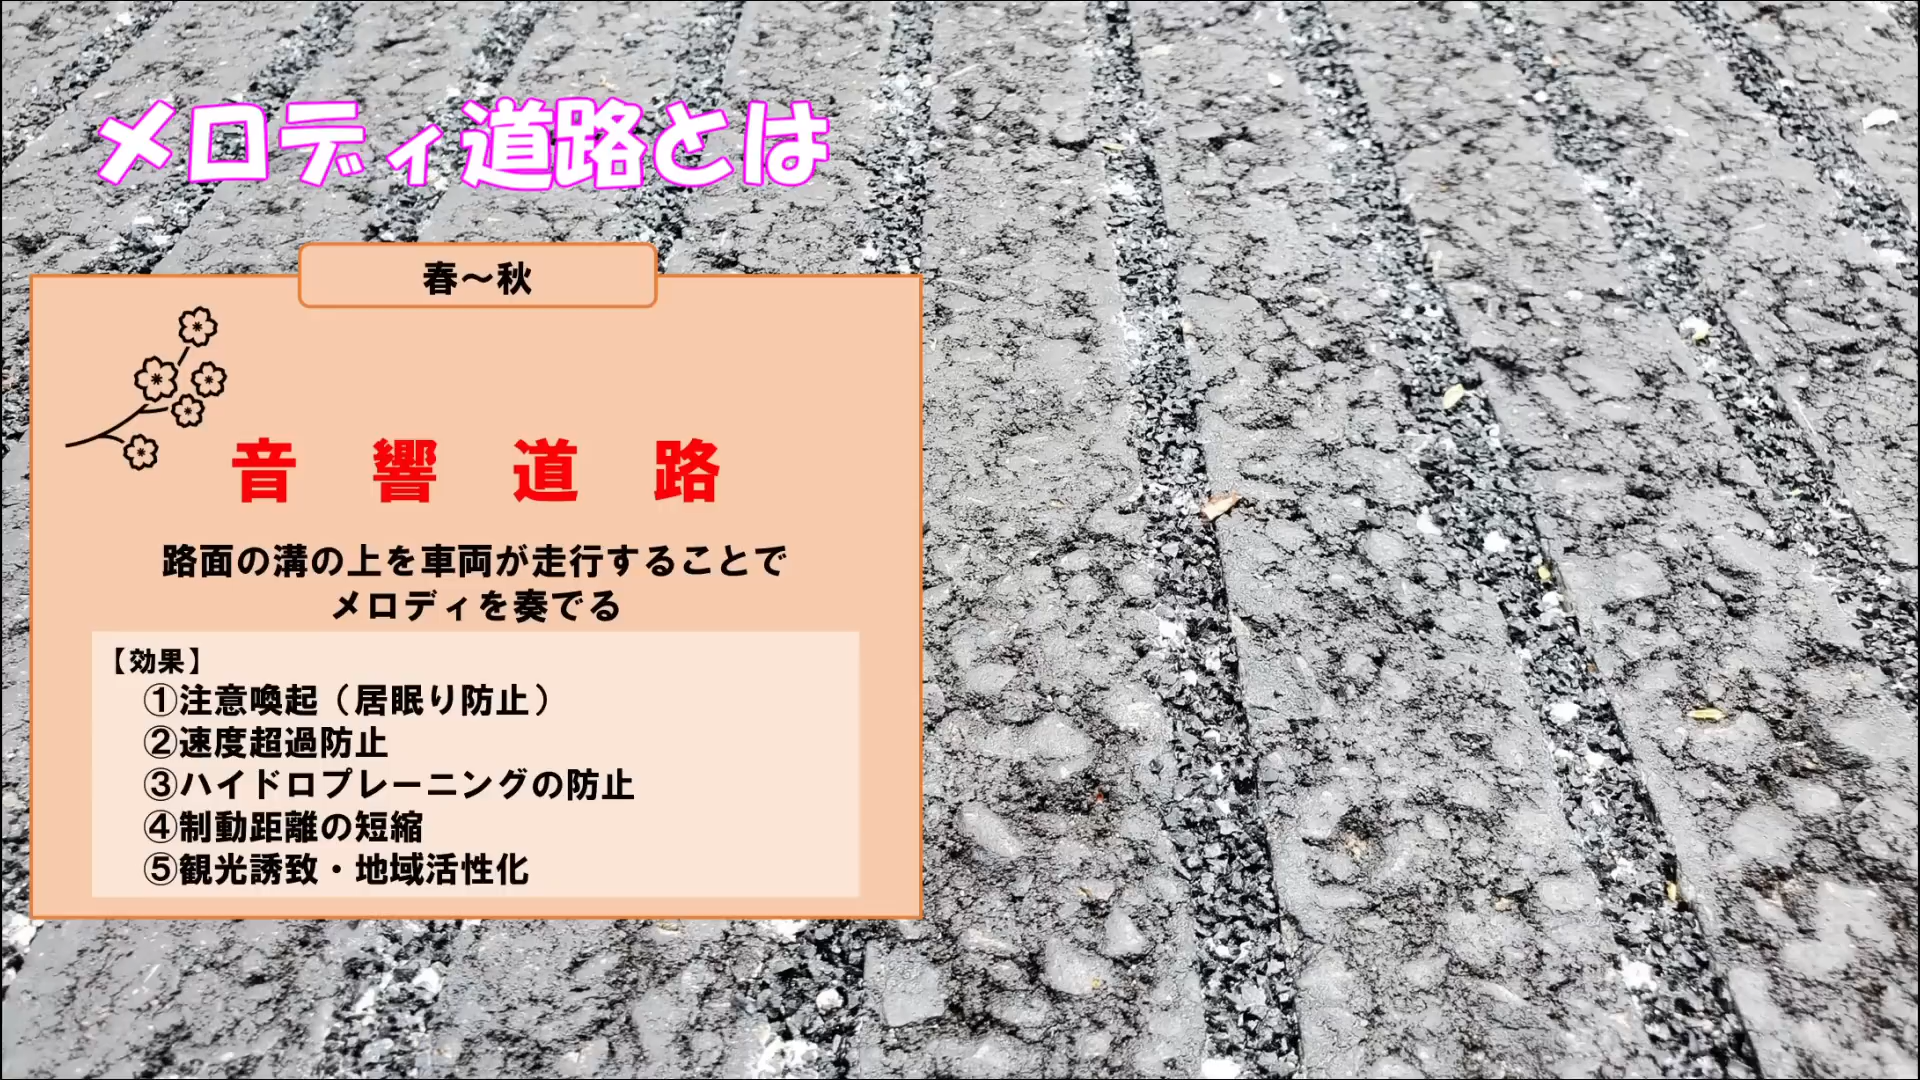 メロディ道路とは
春～秋
音響道路
路面の溝の上を車両が走行することで
メロディを奏でる
【効果】
①注意喚起（居眠り防止）
②速度超過防止
③ハイドロプレーニングの防止
④制動距離の短縮
⑤観光誘致・地域活性化